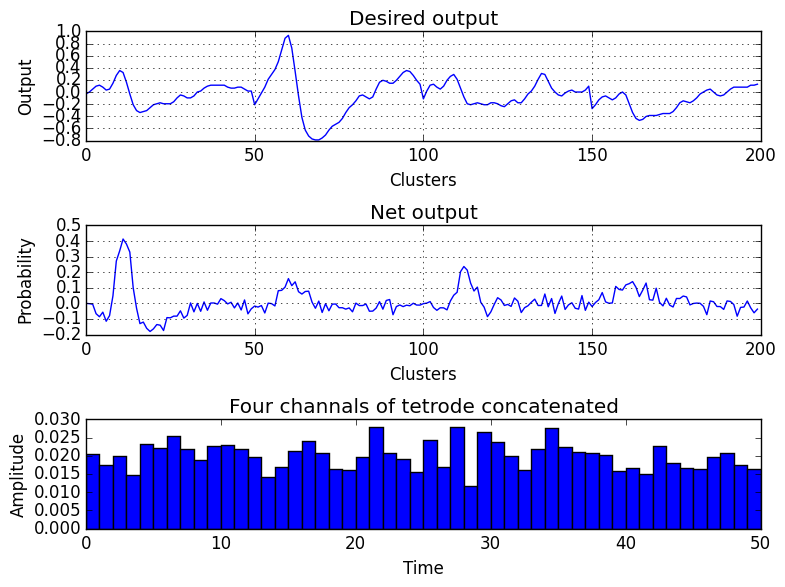 Desired output
1.0
0.8
0.6
0.4
0.2
0.0
−0.2
−0.4
−0.6
−0.8
Output
0 50 100 150 200
Clusters
Net output
0.5
0.4
0.3
0.2
0.1
0.0
−0.1
−0.2
Probability
0 50 100 150 200
Clusters
Four channels of tetrode concatenated
0.030
0.025
0.020
0.015
0.010
0.005
0.000
Amplitude
0 10 20 30 40 50
Time